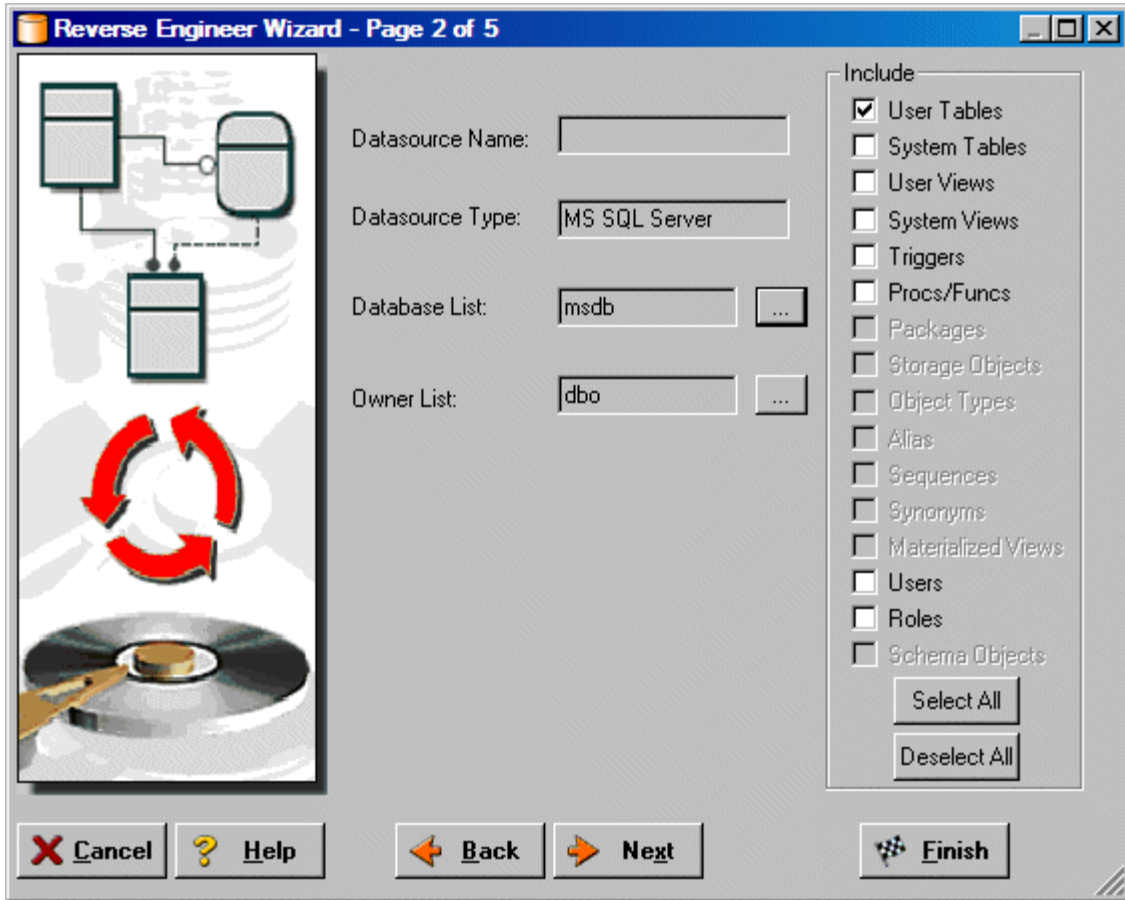 Reverse Engineer Wizard - Page 2 of 5
Datasource Name:
Datasource Type: MS SQL Server
Database List: msdb ...
Owner List: dbo ...
Include
User Tables
System Tables
User Views
System Views
Triggers
Procs/Funcs
Packages
Storage Objects
Object Types
Alias
Sequences
Synonyms
Materialized Views
Users
Roles
Schema Objects
Select All
Deselect All
Cancel Help Back Next Finish